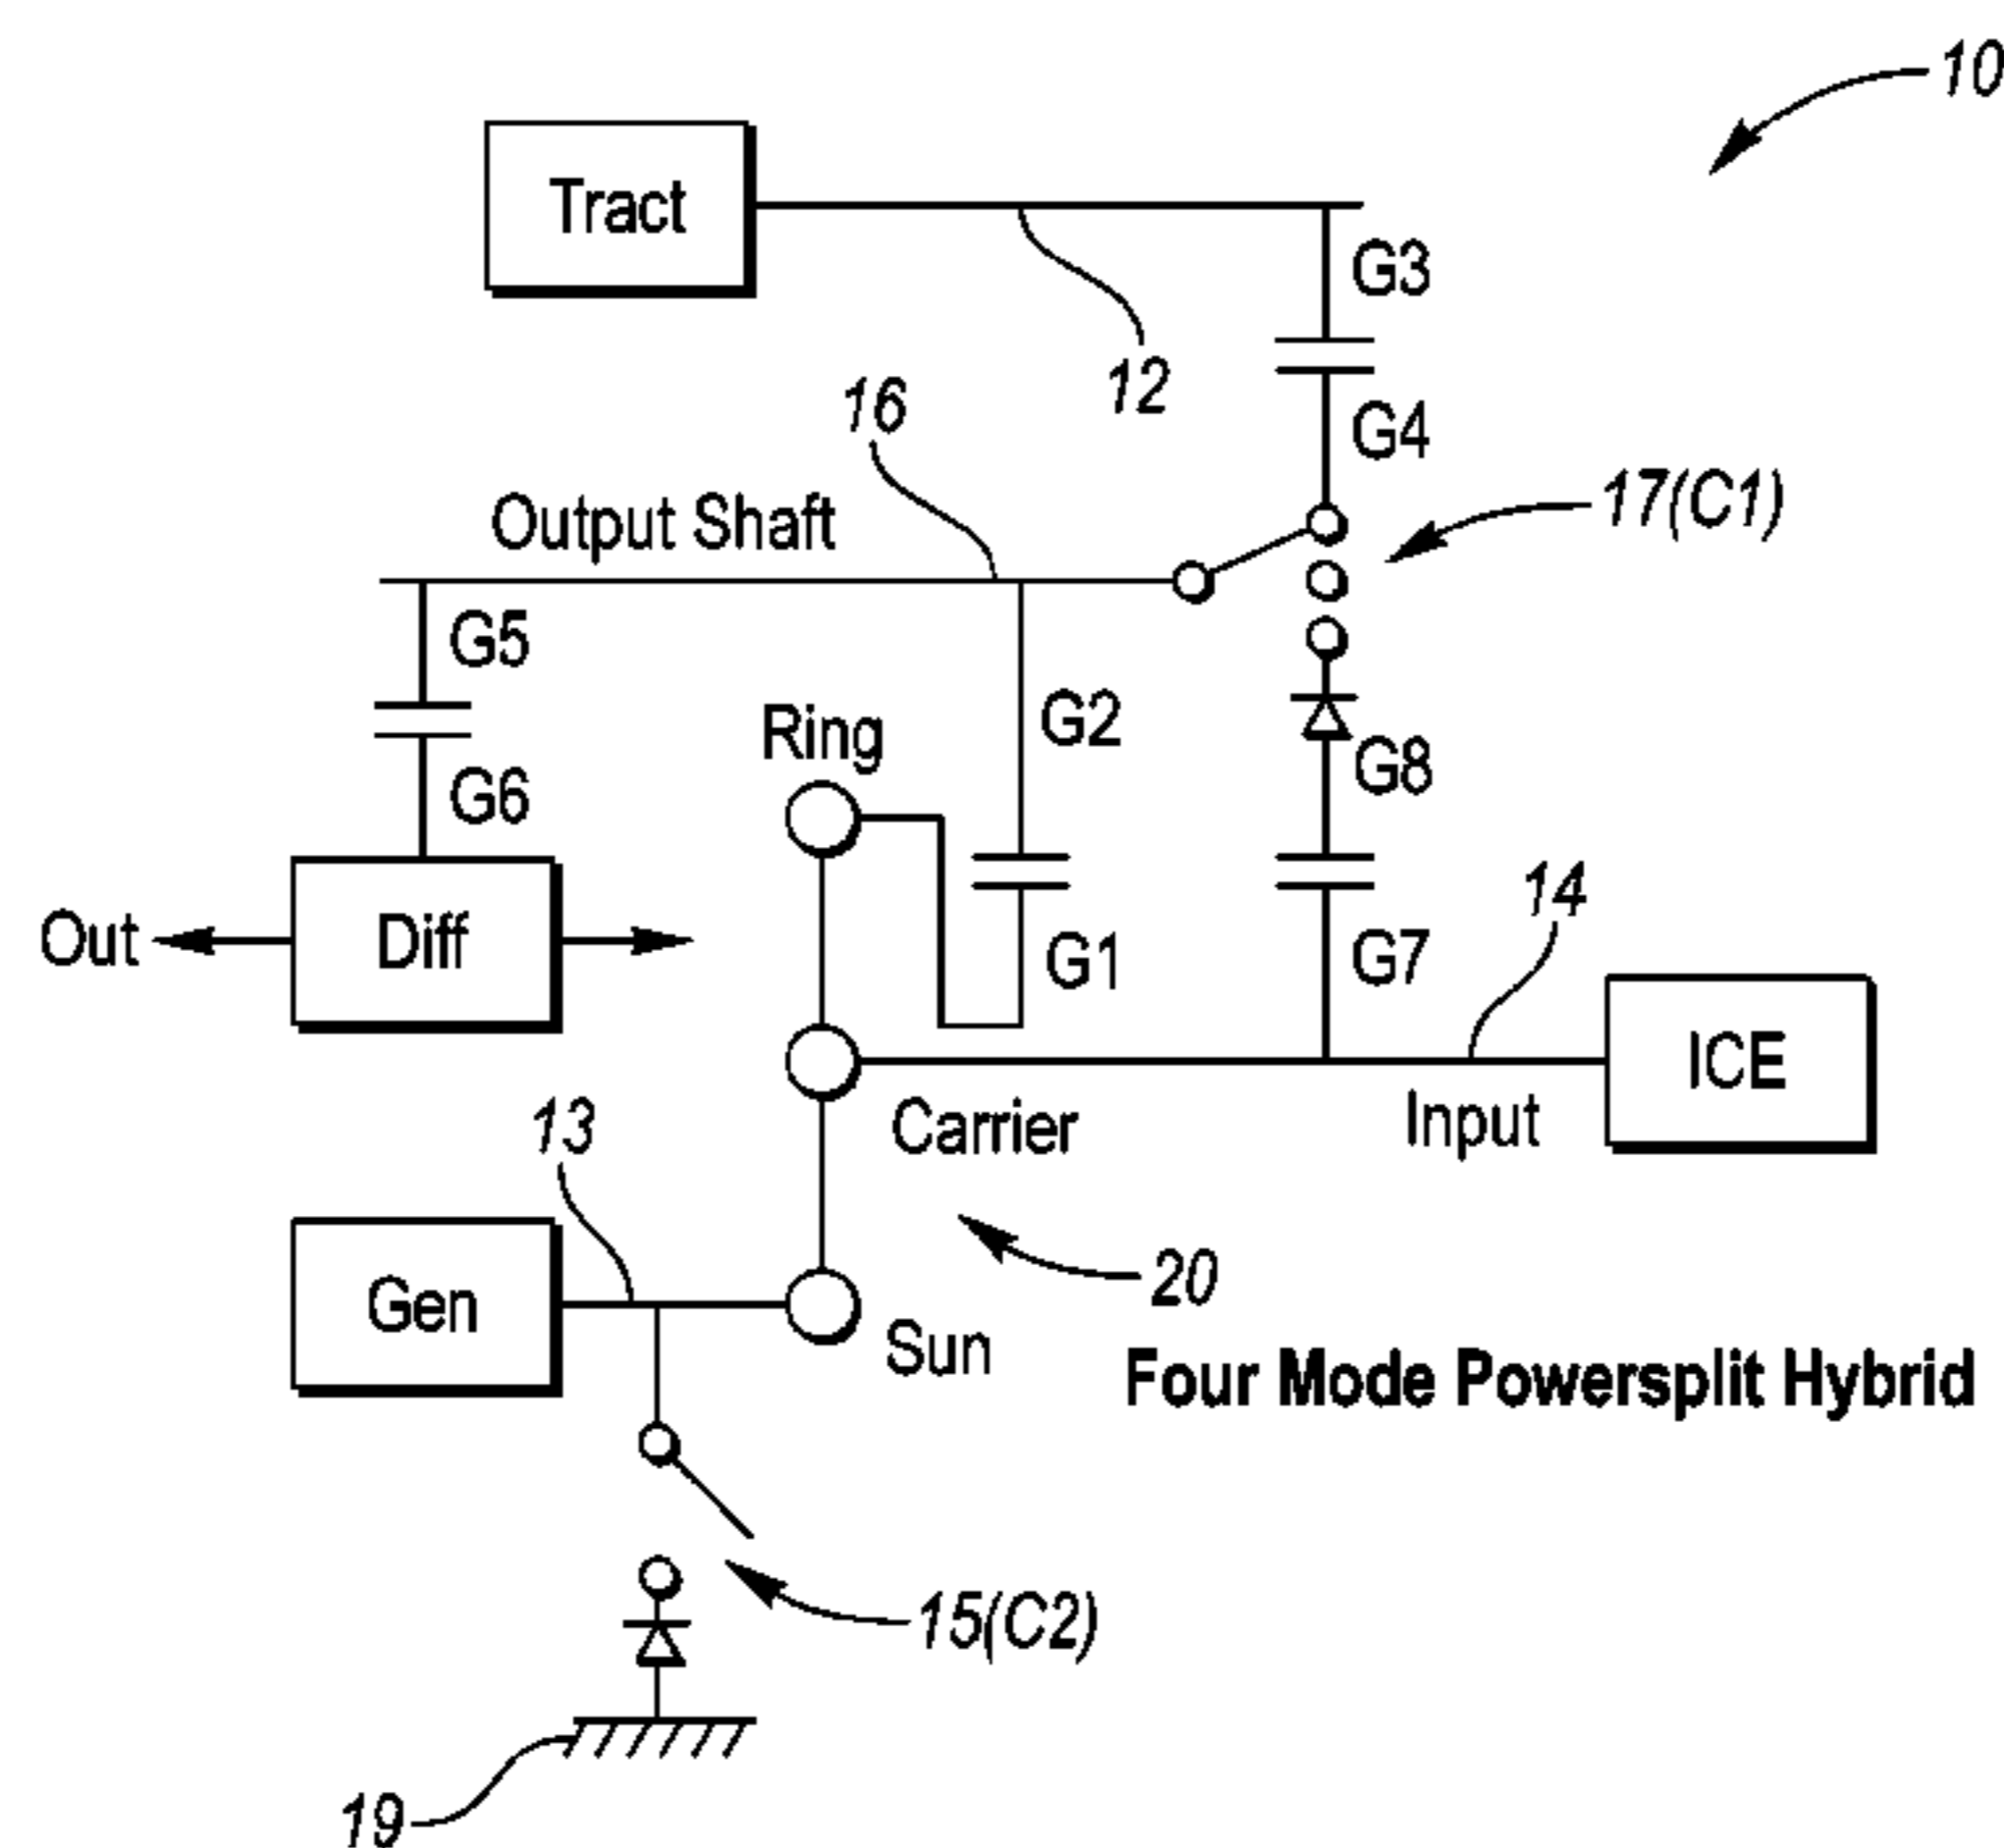 10
Tract
G3
12
16
G4
17(C1)
Output Shaft
G5
Ring
G2
G8
G6
14
Out
Diff
G1
G7
ICE
13
Carrier
Input
20
Gen
Sun
Four Mode Powersplit Hybrid
15(C2)
19